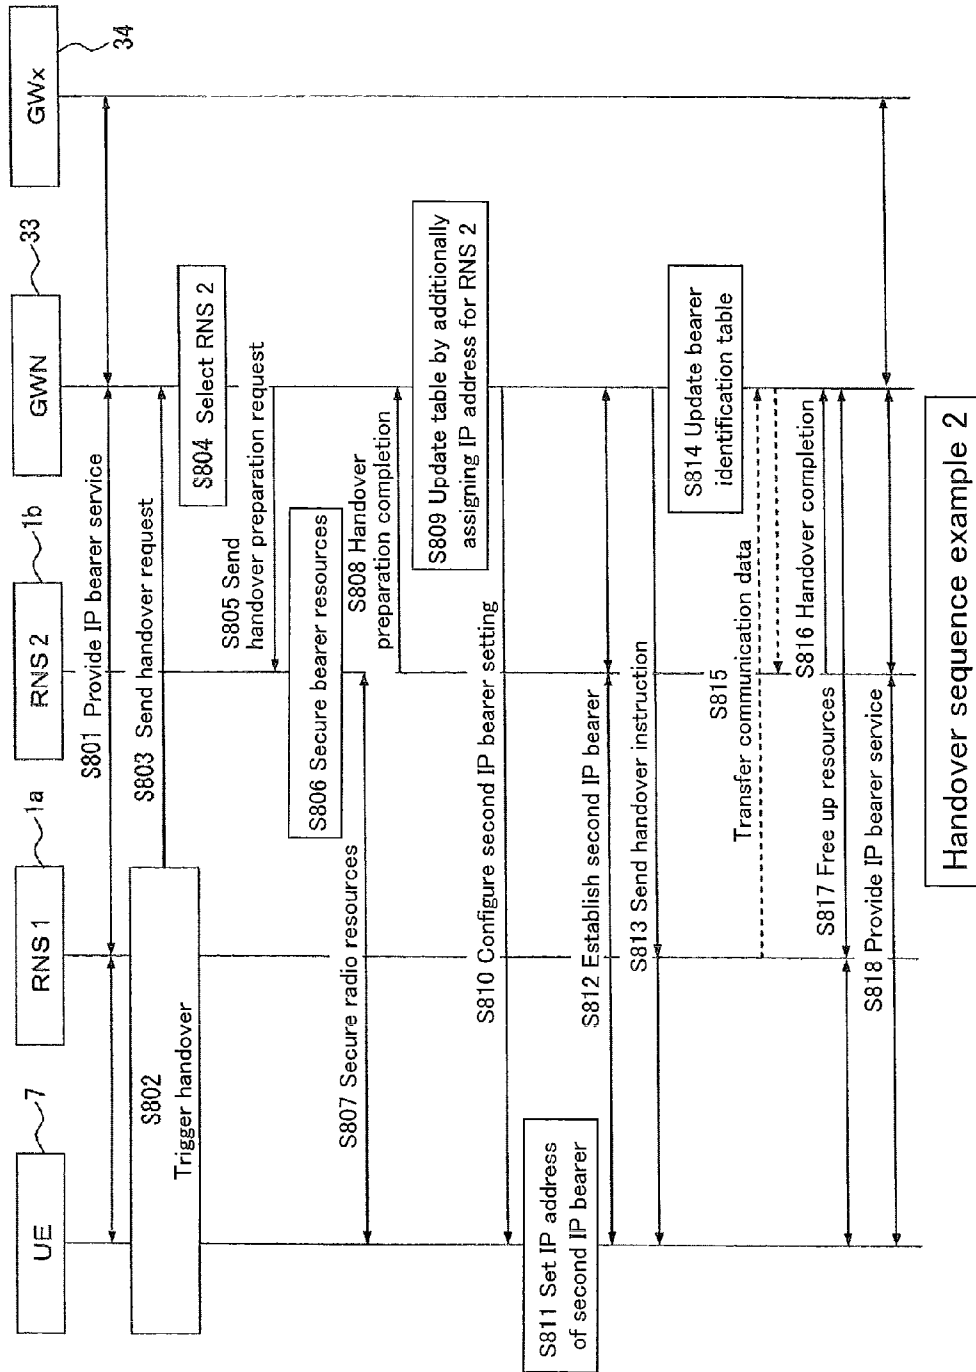 UE
7
RNS 1
1a
RNS 2
1b
GWN
33
GWx
34
S801 Provide IP bearer service
S802
Trigger handover
S803 Send handover request
S804 Select RNS 2
S805 Send
handover preparation request
S806 Secure bearer resources
S807 Secure radio resources
S808 Handover
preparation completion
S809 Update table by additionally
assigning IP address for RNS 2
S810 Configure second IP bearer setting
S811 Set IP address
of second IP bearer
S812 Establish second IP bearer
S813 Send handover instruction
S814 Update bearer
identification table
S815
Transfer communication data
S816 Handover completion
S817 Free up resources
S818 Provide IP bearer service
Handover sequence example 2